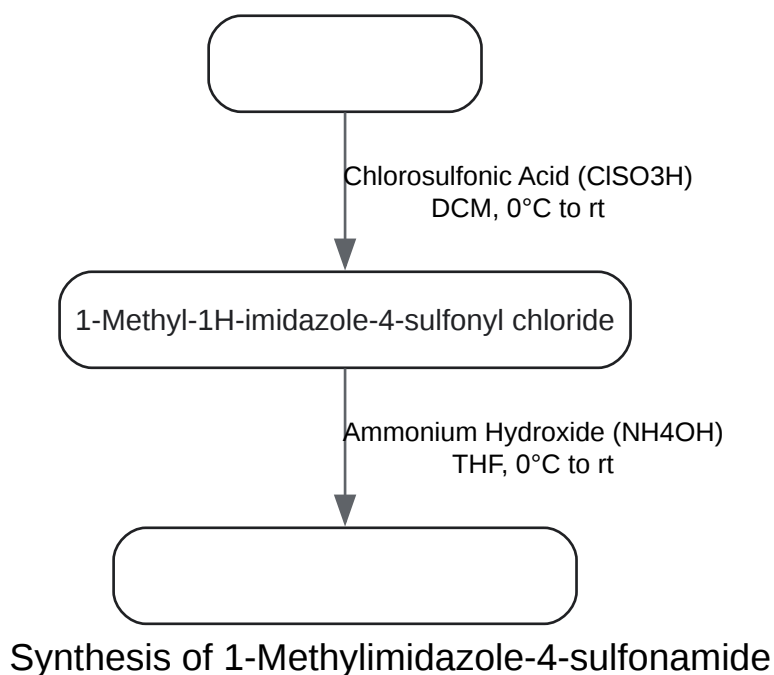 Chlorosulfonic Acid (ClSO3H)
DCM, 0°C to rt
1-Methyl-1H-imidazole-4-sulfonyl chloride
Ammonium Hydroxide (NH4OH)
THF, 0°C to rt
Synthesis of 1-Methylimidazole-4-sulfonamide